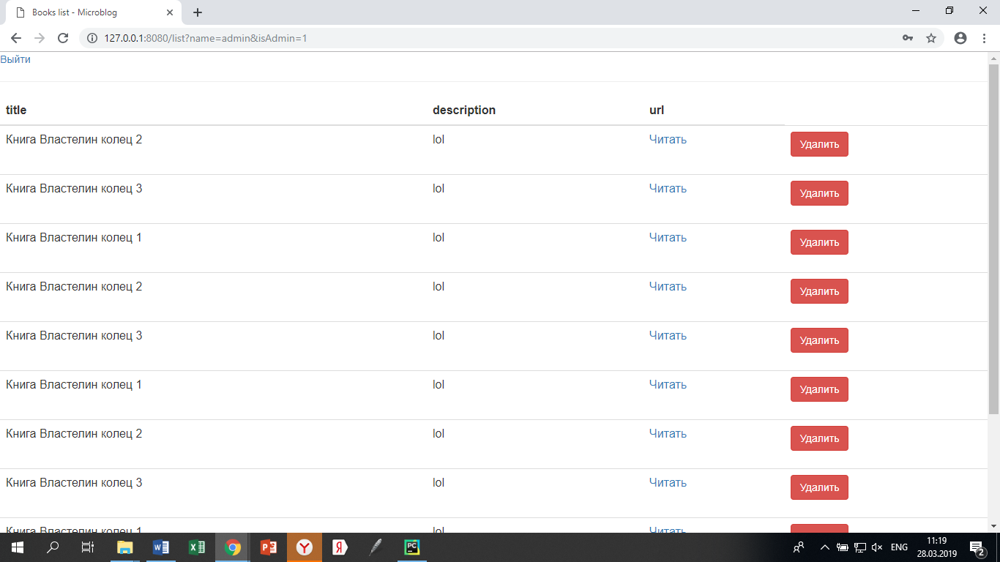 Books list - Microblog
127.0.0.1:8080/list?name=admin&isAdmin=1
Выйти
title description url
Книга Властелин колец 2 lol Читать Удалить
Книга Властелин колец 3 lol Читать Удалить
Книга Властелин колец 1 lol Читать Удалить
Книга Властелин колец 2 lol Читать Удалить
Книга Властелин колец 3 lol Читать Удалить
Книга Властелин колец 1 lol Читать Удалить
Книга Властелин колец 2 lol Читать Удалить
Книга Властелин колец 3 lol Читать Удалить
Книга Властелин колец 1 lol Читать
ENG 11:19
28.03.2019 2